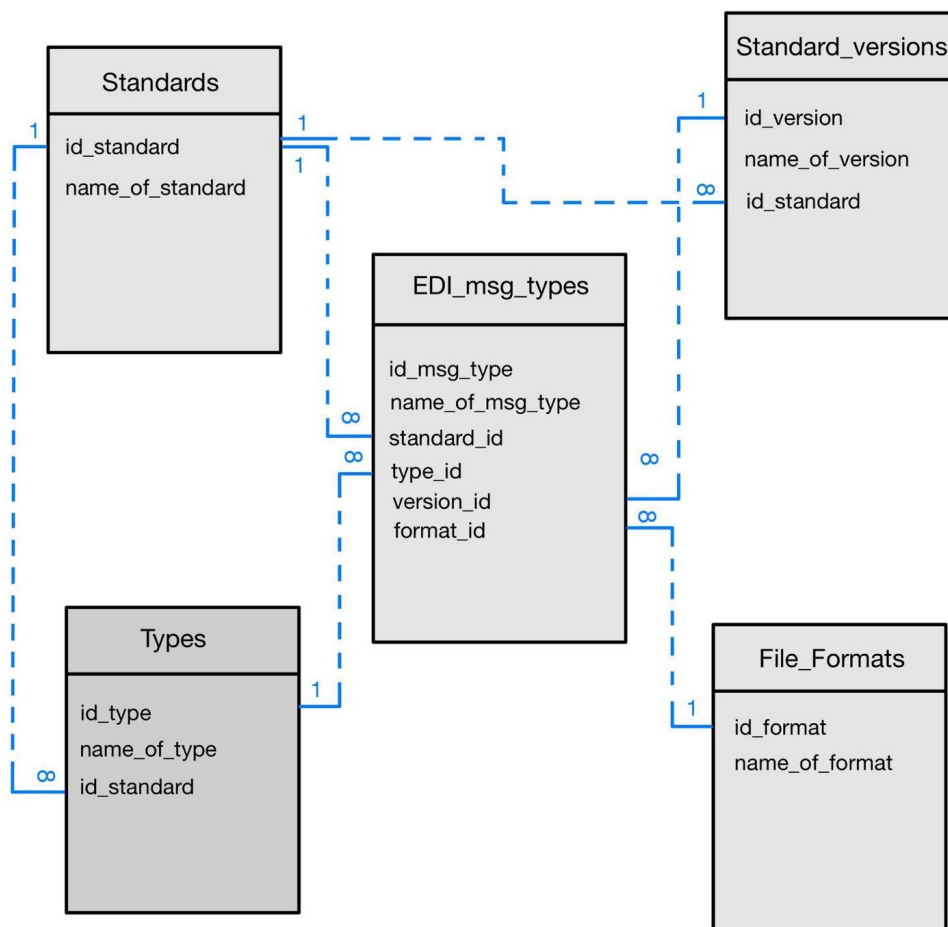 Standards
id_standard
name_of_standard
1
1
1
Standard_versions
id_version
name_of_version
id_standard
1
∞
EDI_msg_types
id_msg_type
name_of_msg_type
standard_id
type_id
version_id
format_id
∞
∞
∞
∞
Types
id_type
name_of_type
id_standard
1
∞
File_Formats
id_format
name_of_format
1